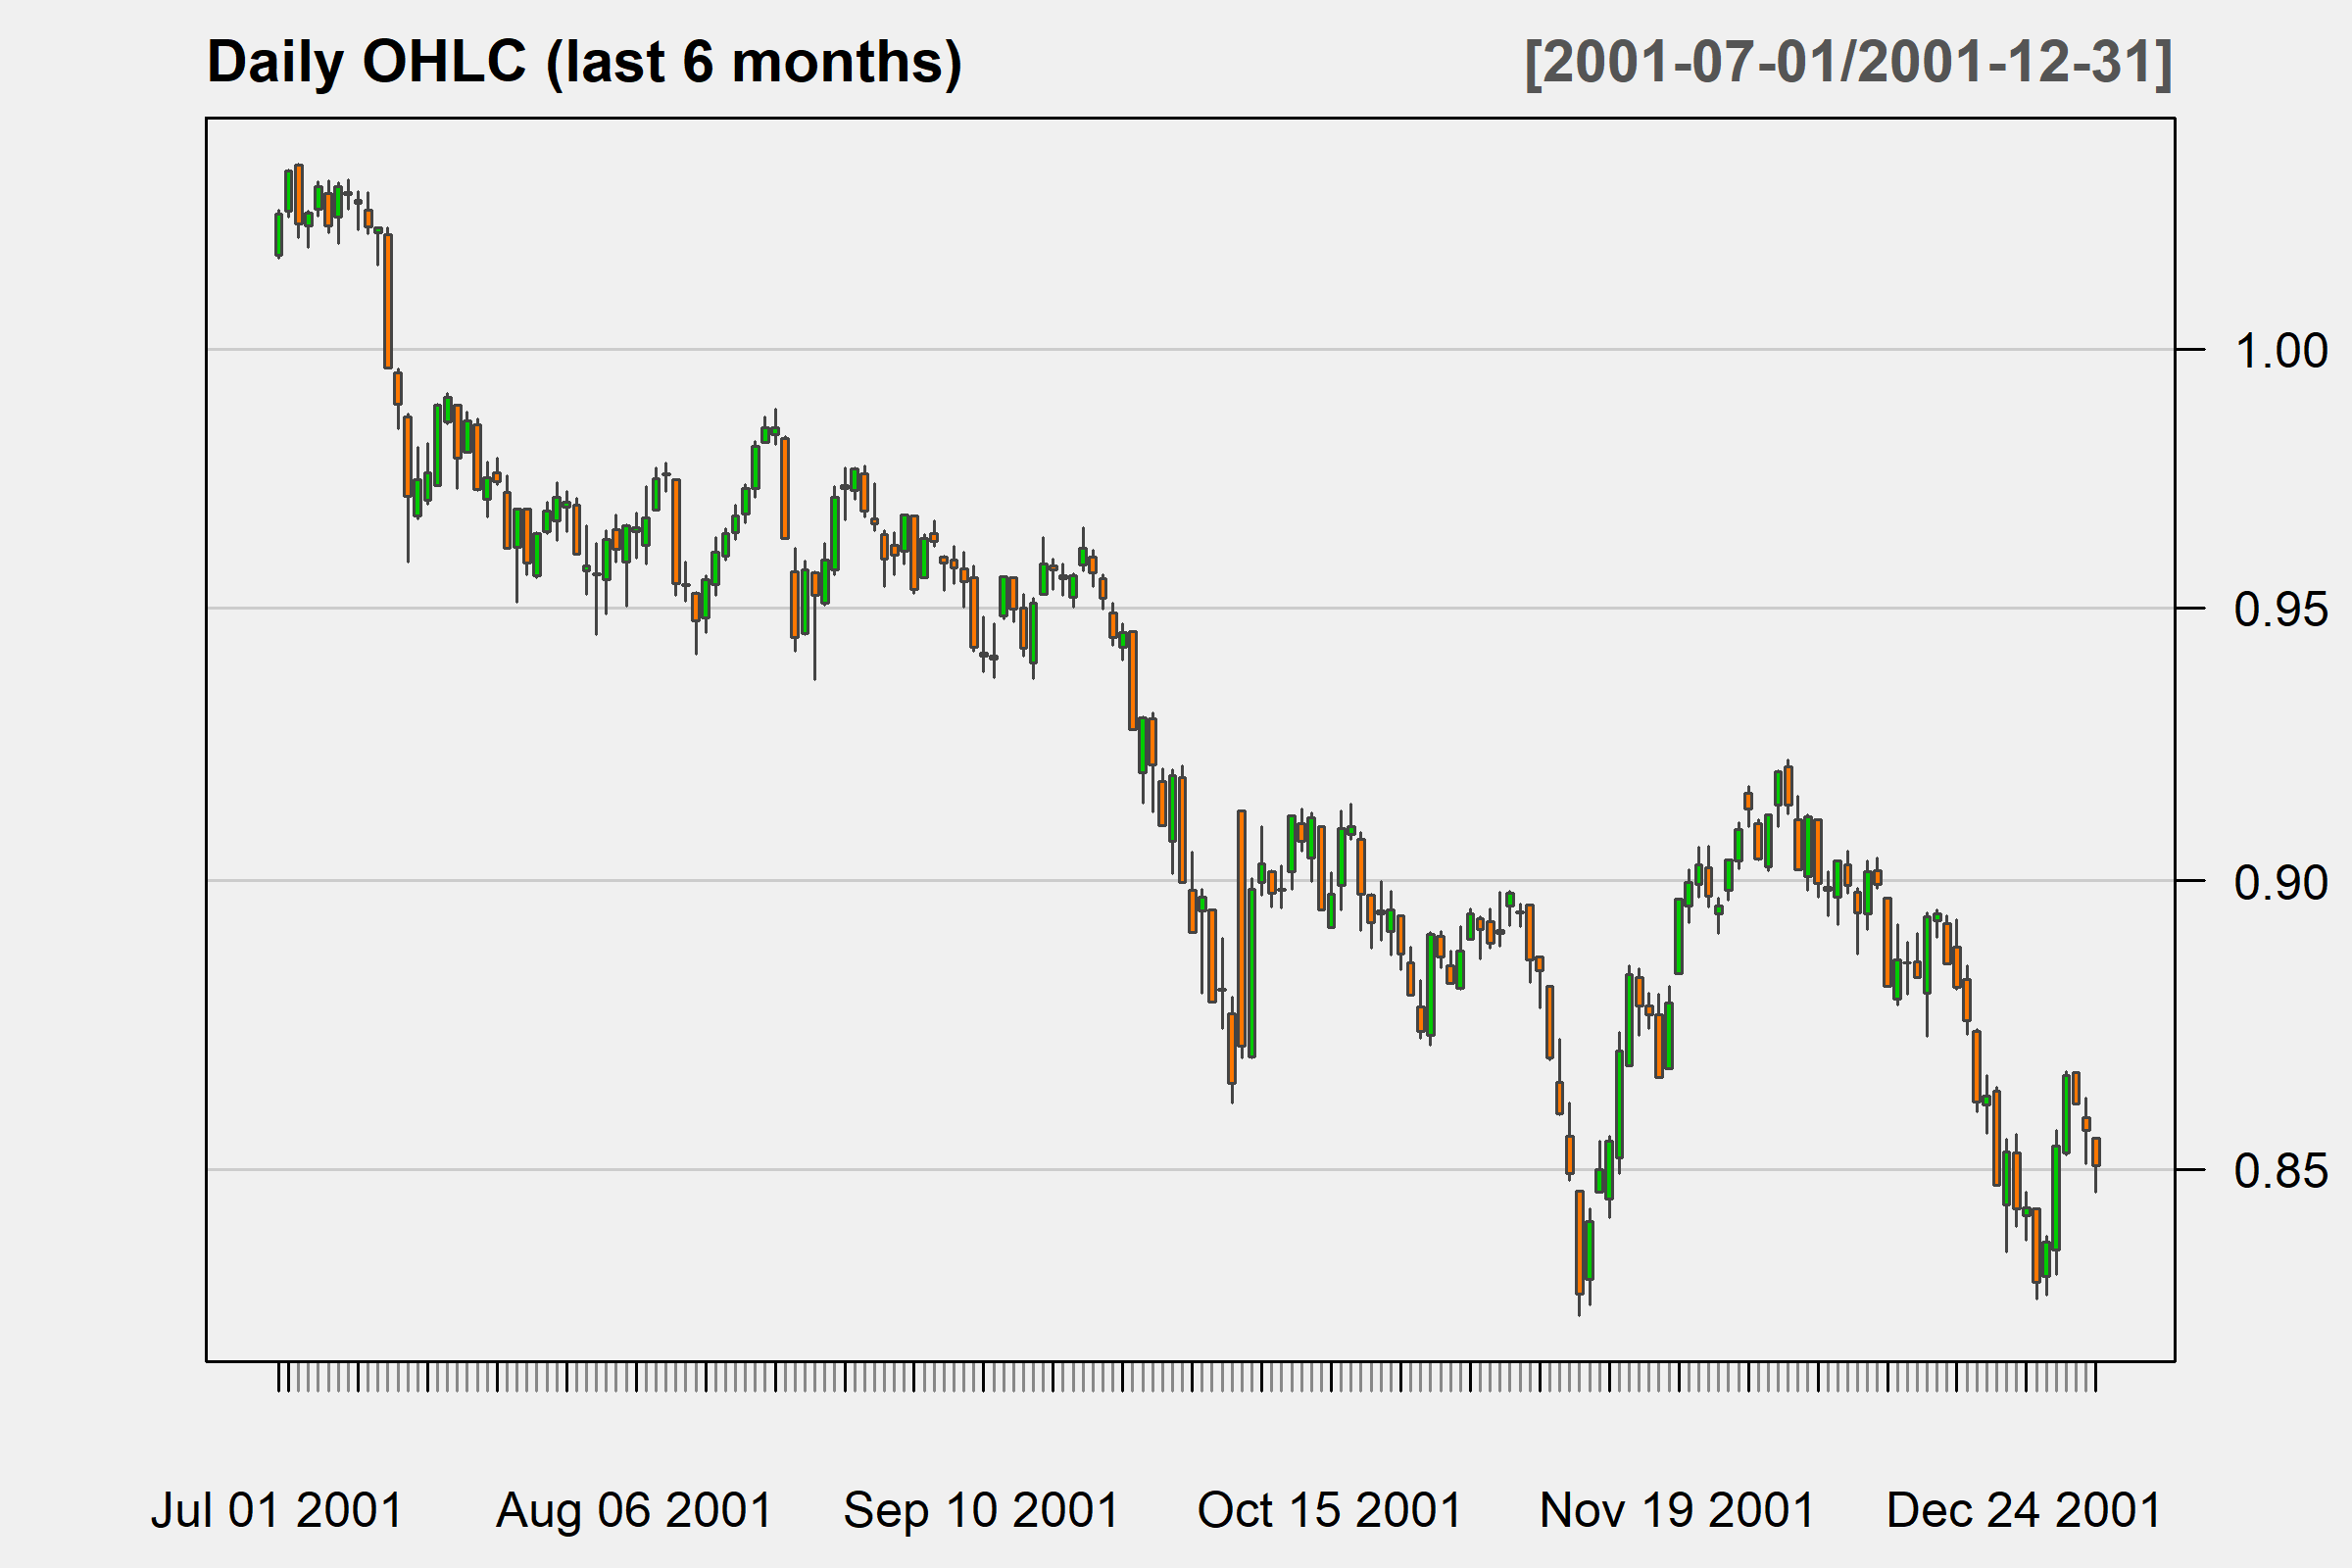 Daily OHLC (last 6 months) [2001-07-01/2001-12-31]
1.00
0.95
0.90
0.85
Jul 01 2001 Aug 06 2001 Sep 10 2001 Oct 15 2001 Nov 19 2001 Dec 24 2001